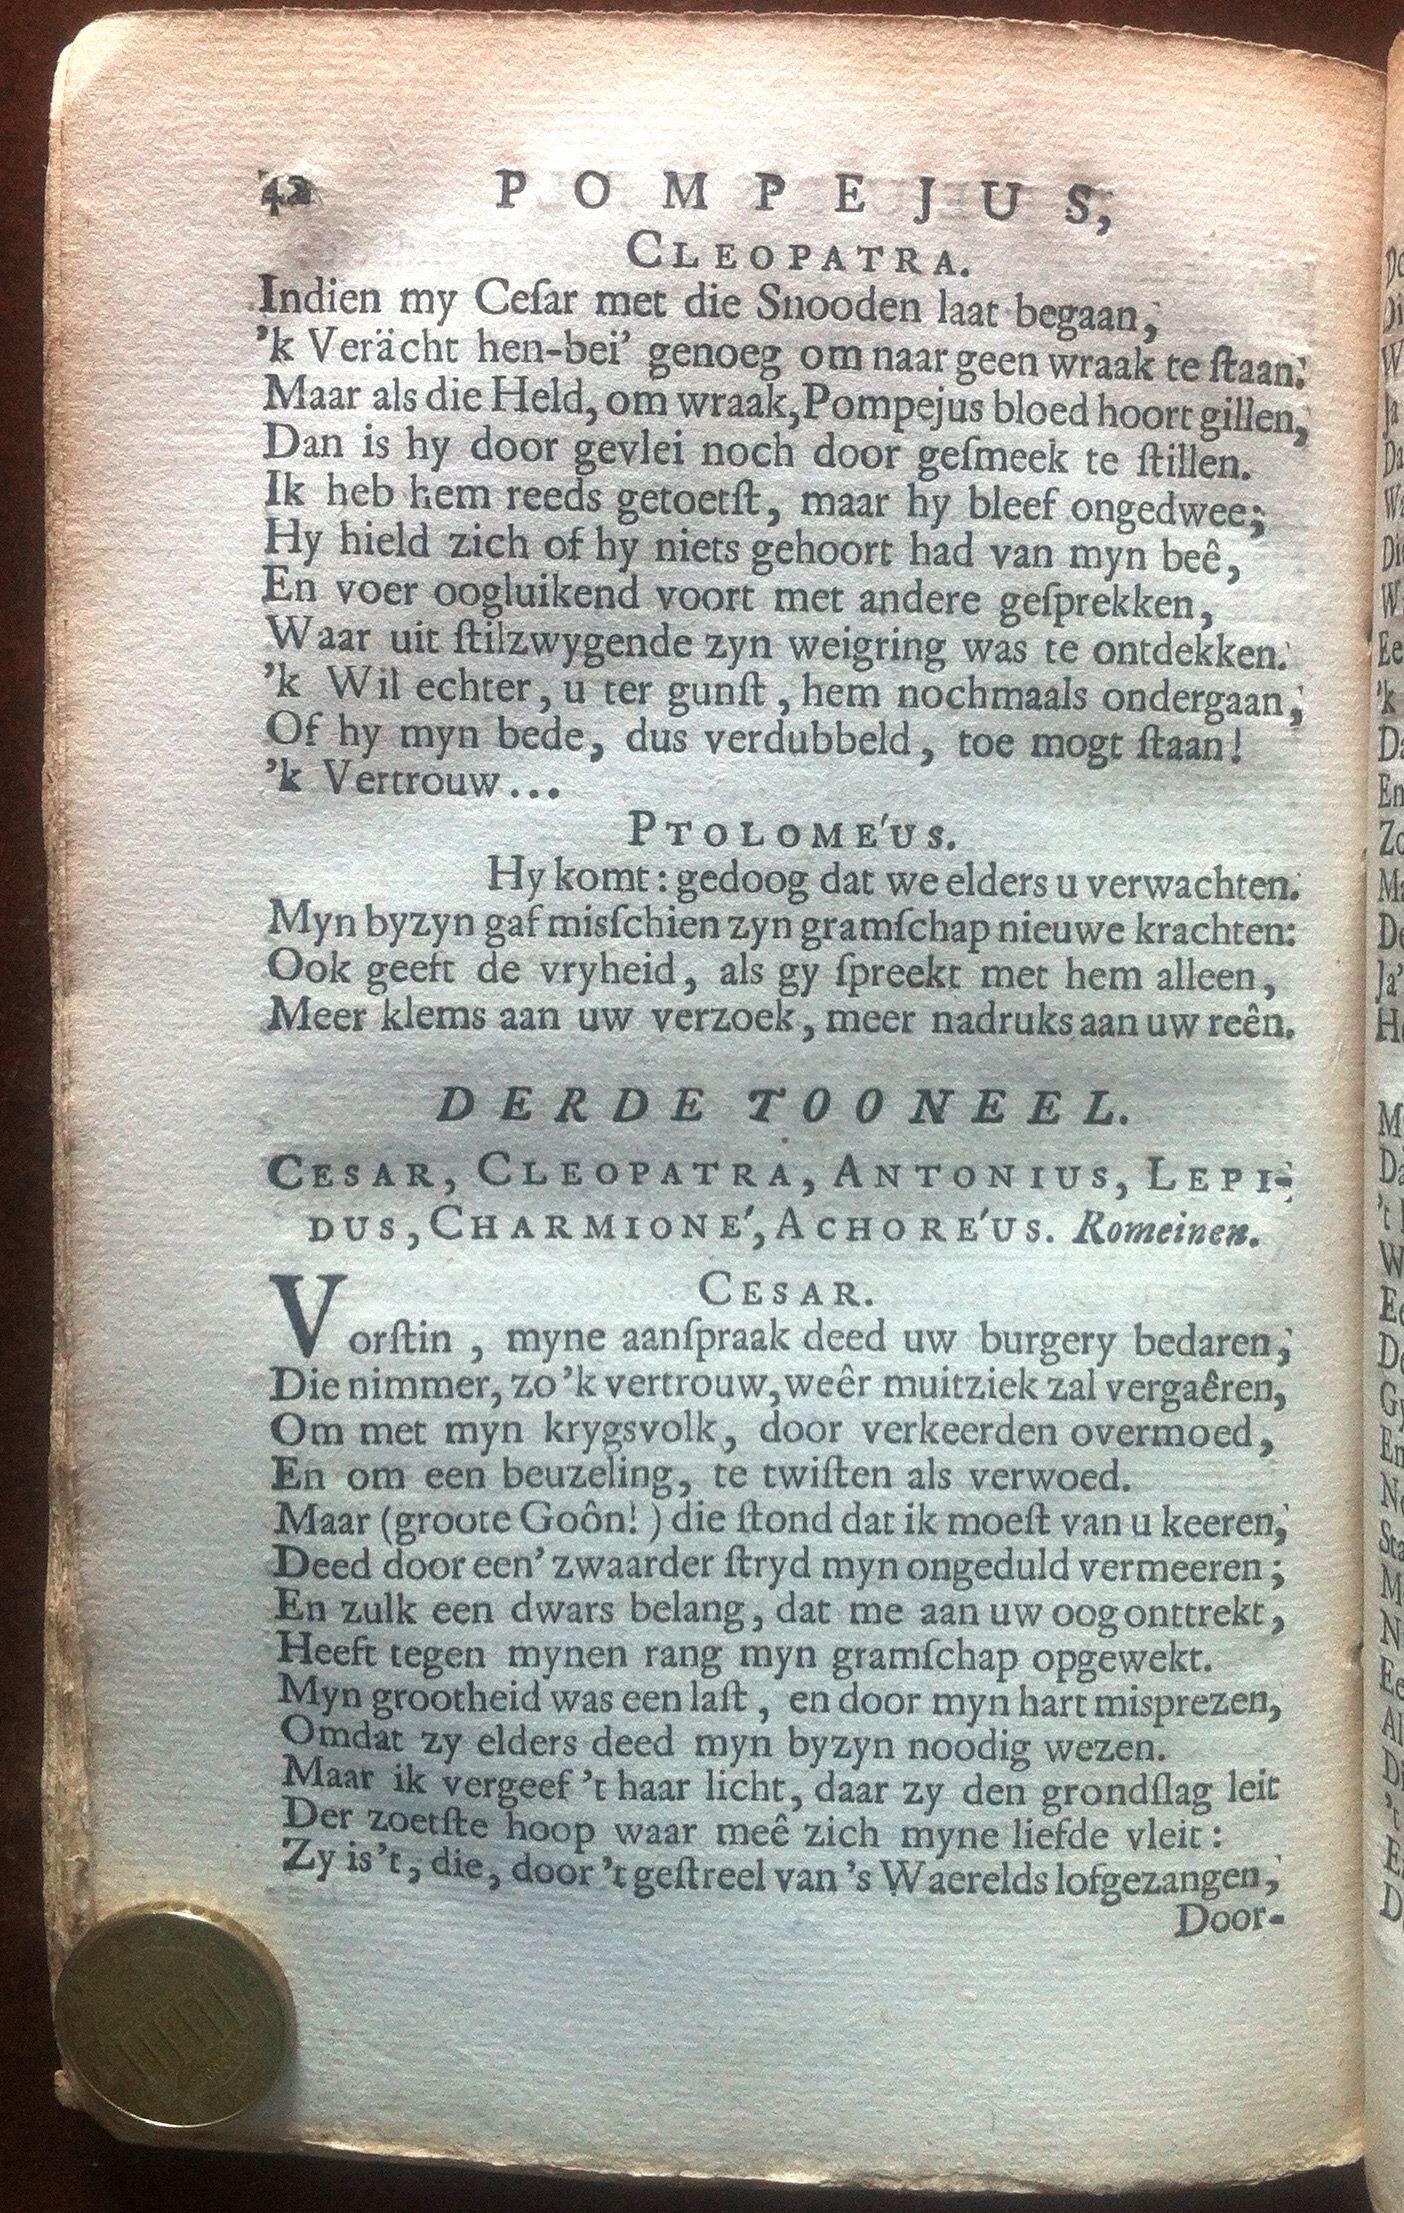 42 POMPEJUS,
CLEOPATRA.
Indien my Ceſar met die Snooden laat begaan,
'k Verächt hen-bei' genoeg om naar geen wraak te ſtaan.
Maar als die Held, om wraak, Pompejus bloed hoort gillen,
Dan is hy door gevlei noch door geſmeek te ſtillen.
Ik heb hem reeds getoetſt, maar hy bleef ongedwee;
Hy hield zich of hy niets gehoort had van myn beê,
En voer oogluikend voort met andere geſprekken,
Waar uit ſtilzwygende zyn weigring was te ontdekken.
'k Wil echter, u ter gunſt, hem nochmaals ondergaan,
Of hy myn bede, dus verdubbeld, toe mogt ſtaan!
'k Vertrouw...
PTOLOME'US.
Hy komt: gedoog dat we elders u verwachten.
Myn byzyn gaf misſchien zyn gramſchap nieuwe krachten:
Ook geeft de vryheid, als gy ſpreekt met hem alleen,
Meer klems aan uw verzoek, meer nadruks aan uw reên.
DERDE TOONEEL.
CESAR, CLEOPATRA, ANTONIUS, LEPI-
DUS, CHARMIONE', ACHORE'US. Romeinen.
CESAR.
Vorſtin, myne aanſpraak deed uw burgery bedaren,
Die nimmer, zo 'k vertrouw, weêr muitziek zal vergaêren,
Om met myn krygsvolk, door verkeerden overmoed,
En om een beuzeling, te twiſten als verwoed.
Maar (groote Goôn!) die ſtond dat ik moeſt van u keeren,
Deed door een' zwaarder ſtryd myn ongeduld vermeeren;
En zulk een dwars belang, dat me aan uw oog onttrekt,
Heeft tegen mynen rang myn gramſchap opgewekt.
Myn grootheid was een laſt, en door myn hart misprezen,
Omdat zy elders deed myn byzyn noodig wezen.
Maar ik vergeef 't haar licht, daar zy den grondſlag leit
Der zoetſte hoop waar meê zich myne liefde vleit:
Zy is't, die, door 't geſtreel van 's Waerelds lofgezangen,
Door-